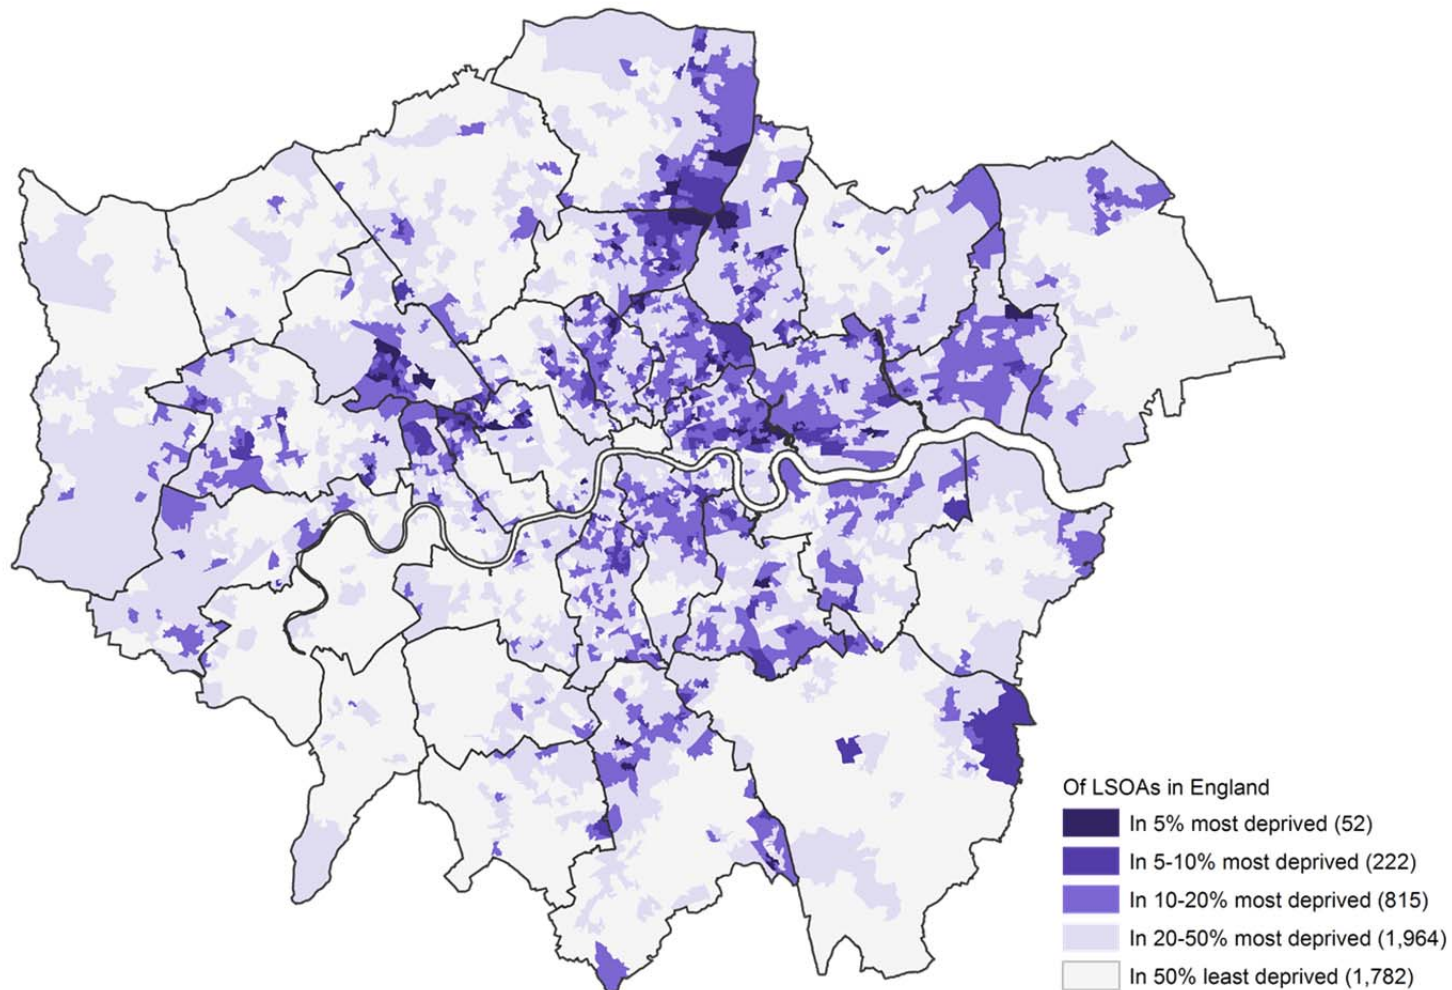 Of LSOAs in England
In 5% most deprived (52)
In 5-10% most deprived (222)
In 10-20% most deprived (815)
In 20-50% most deprived (1,964)
In 50% least deprived (1,782)